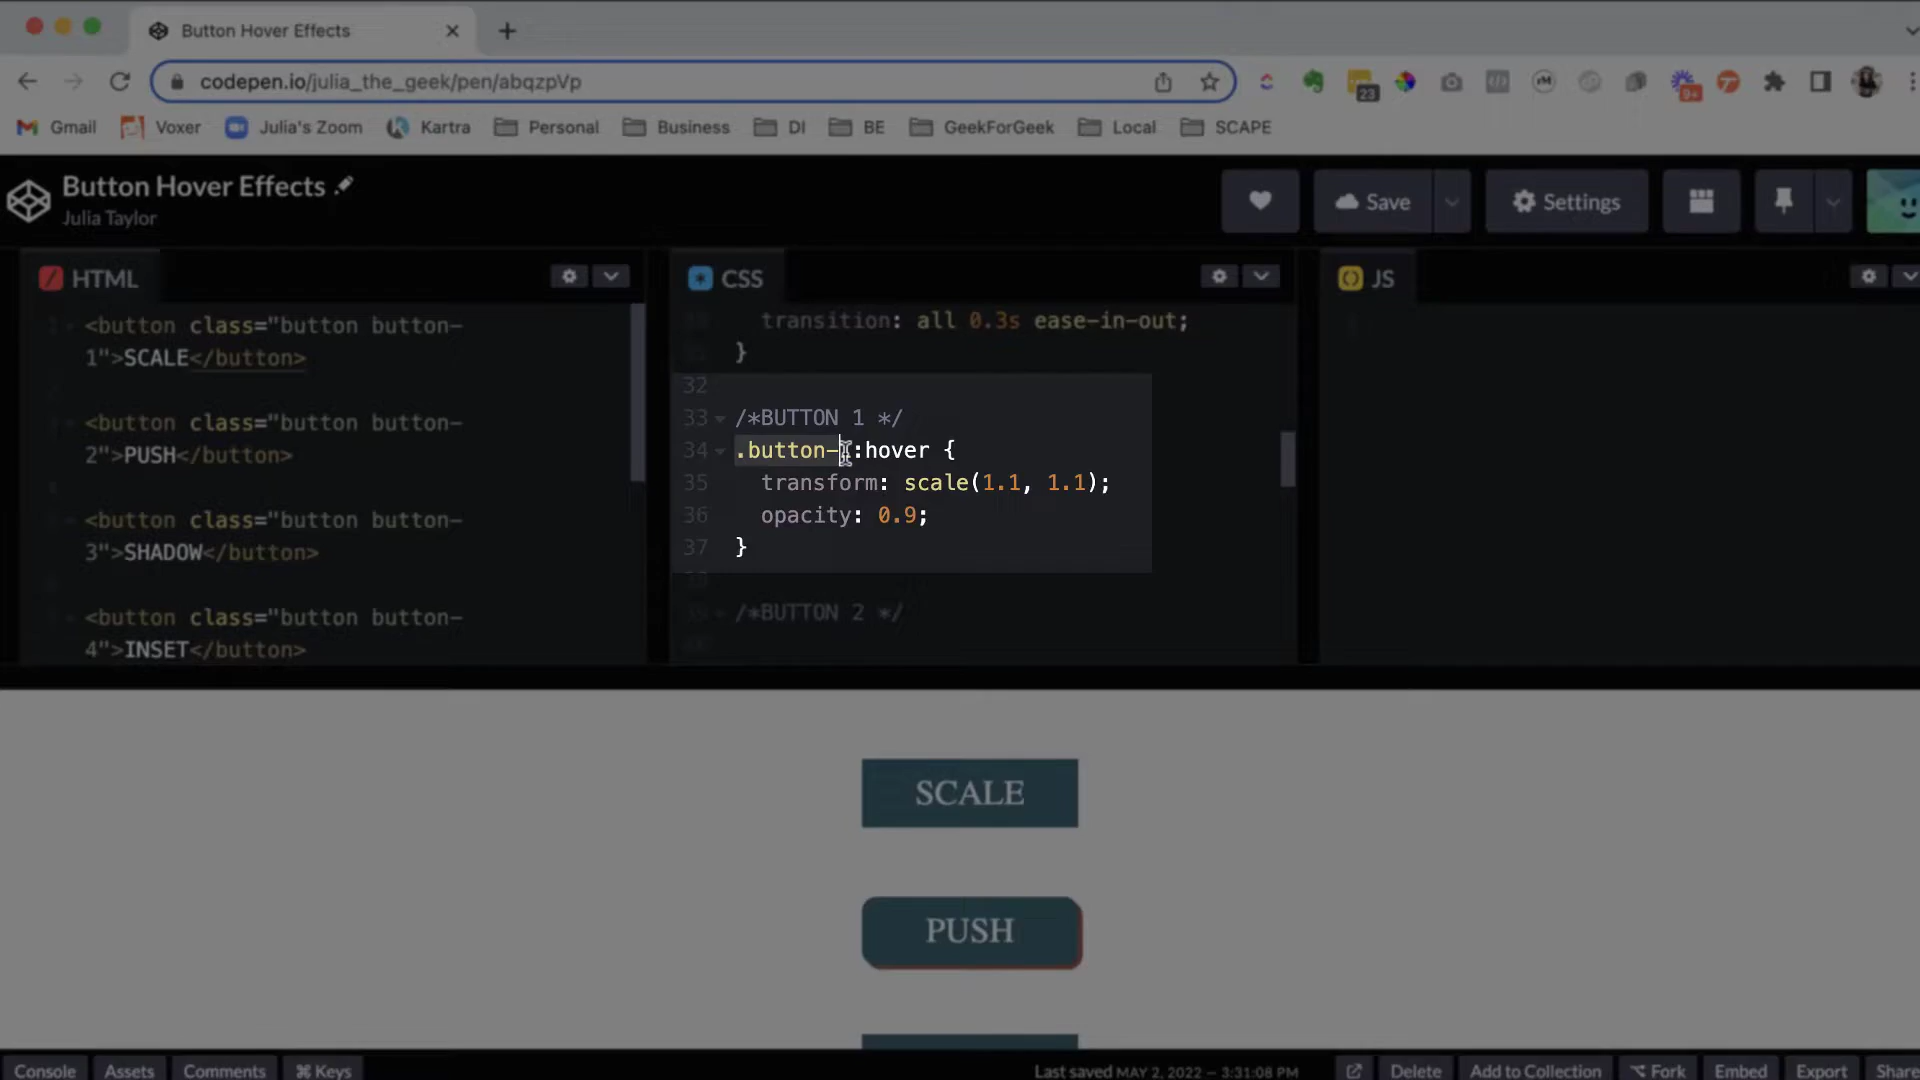 Button Hover Effects
codepen.io/julia_the_geek/pen/abqzpVp
23
9+
Gmail Voxer Julia's Zoom Kartra Personal Business DI BE GeekForGeek Local SCAPE
Button Hover Effects
Julia Taylor
Save Settings
HTML
<button class="button button-
1">SCALE</button>
<button class="button button-
2">PUSH</button>
<button class="button button-
3">SHADOW</button>
<button class="button button-
4">INSET</button>
CSS
transition: all 0.3s ease-in-out;
}
32
33 /*BUTTON 1 */
34 .button- :hover {
35 transform: scale(1.1, 1.1);
36 opacity: 0.9;
37 }
/*BUTTON 2 */
JS
SCALE
PUSH
Console Assets Comments ⌘ Keys Last saved MAY 2, 2022 – 3:31:08 PM Delete Add to Collection Fork Embed Export Share